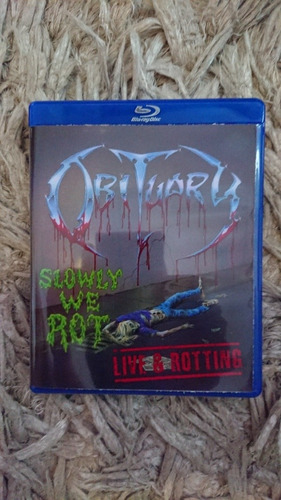 Blu-ray Disc
OBITUARY
SLOWLY
WE
ROT
LIVE & ROTTING